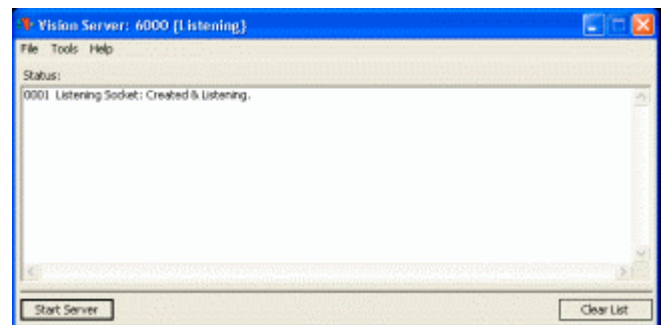 Vision Server: 6000 {Listening}
File Tools Help
Status:
0001 Listening Socket: Created & Listening.
Start Server
Clear List